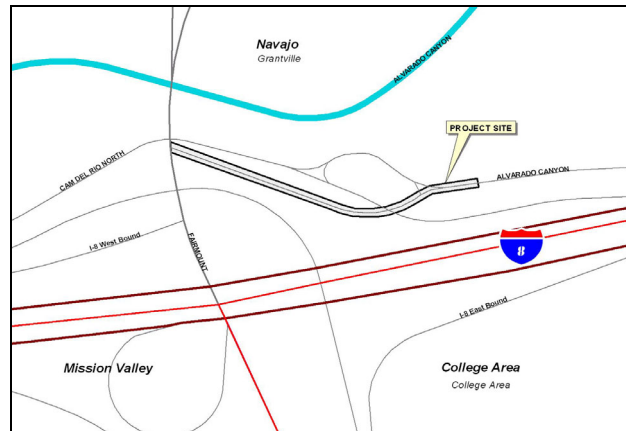 Navajo
Grantville
ALVARADO CANYON
PROJECT SITE
CAM DEL RIO NORTH
ALVARADO CANYON
I-8 West Bound
FAIRMOUNT
8
I-8 East Bound
Mission Valley
College Area
College Area